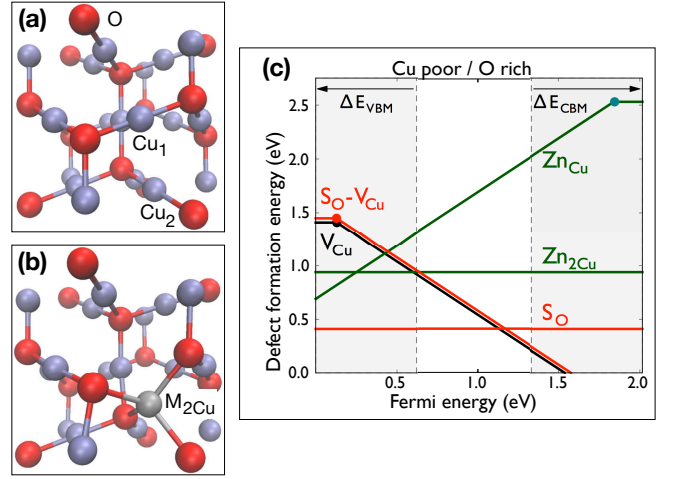 (a)
O
Cu1
Cu2
(b)
M2Cu
(c)
Cu poor / O rich
ΔEVBM
ΔECBM
2.5
2.0
1.5
1.0
0.5
0.0
Defect formation energy (eV)
ZnCu
SO-VCu
VCu
Zn2Cu
SO
0.5
1.0
1.5
2.0
Fermi energy (eV)